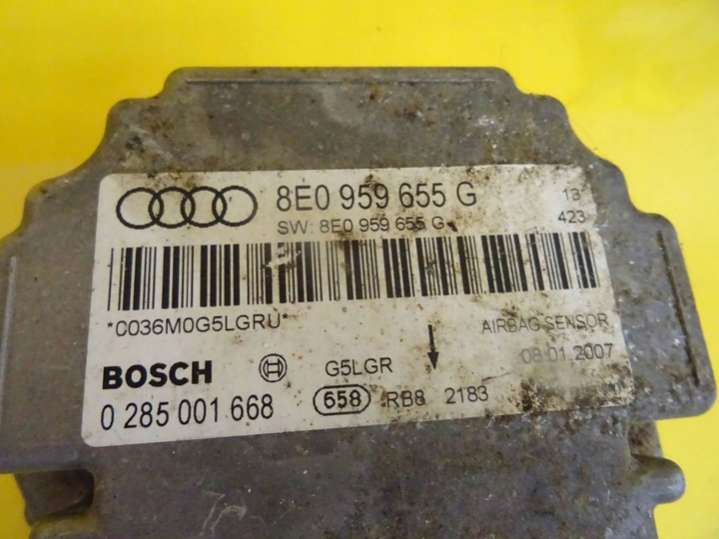 8E0 959 655 G 13
SW: 8E0 959 655 G 423
*C036M0G5LGRU*
AIRBAG SENSOR
BOSCH G5LGR 08.01.2007
0 285 001 668 658 RB8 2183